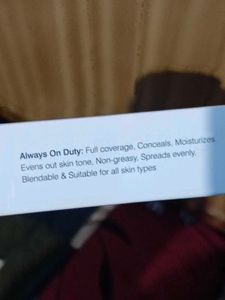 Always On Duty: Full coverage, Conceals, Moisturizes
Evens out skin tone, Non-greasy, Spreads evenly,
Blendable & Suitable for all skin types